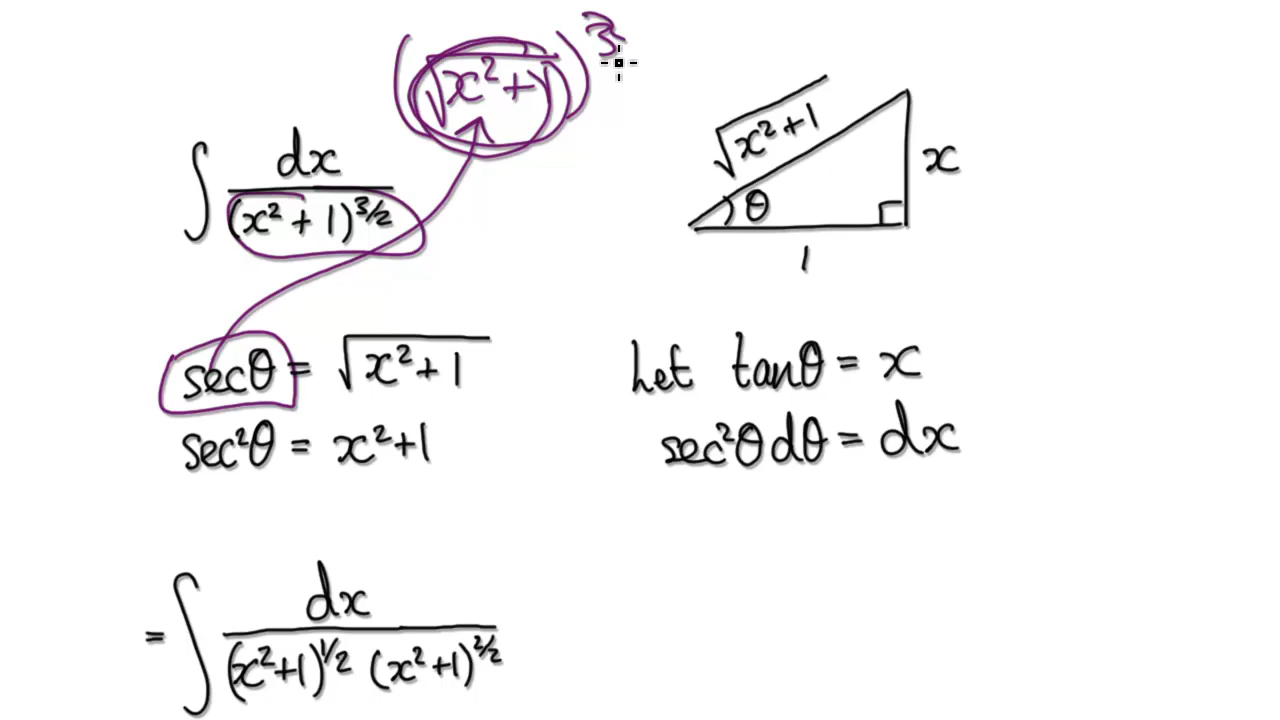 (√x²+1)³
∫ dx / (x² + 1)^3/2
√x²+1
x
θ
1
secθ = √x²+1
sec²θ = x²+1
Let tanθ = x
sec²θ dθ = dx
= ∫ dx / (x²+1)^1/2 (x²+1)^2/2